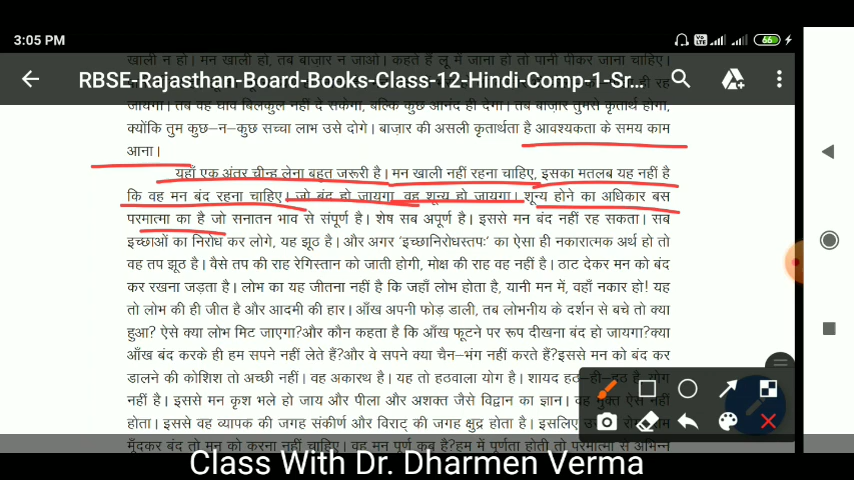 3:05 PM
66
खाली न हो। मन खाली हो, तब बाज़ार न जाओ। कहते हैं लू में जाना हो तो पानी पीकर जाना चाहिए।
RBSE-Rajasthan-Board-Books-Class-12-Hindi-Comp-1-Sr...
ही रह
जायगा। तब वह घाव बिलकुल नहीं दे सकेगा, बल्कि कुछ आनंद ही देगा। तब बाज़ार तुमसे कृतार्थ होगा,
क्योंकि तुम कुछ-न-कुछ सच्चा लाभ उसे दोगे। बाज़ार की असली कृतार्थता है आवश्यकता के समय काम
आना।
यहाँ एक अंतर चीन्ह लेना बहुत जरूरी है। मन खाली नहीं रहना चाहिए, इसका मतलब यह नहीं है
कि वह मन बंद रहना चाहिए। जो बंद हो जायगा, वह शून्य हो जायगा। शून्य होने का अधिकार बस
परमात्मा का है जो सनातन भाव से संपूर्ण है। शेष सब अपूर्ण है। इससे मन बंद नहीं रह सकता। सब
इच्छाओं का निरोध कर लोगे, यह झूठ है। और अगर ‘इच्छानिरोधस्तपः’ का ऐसा ही नकारात्मक अर्थ हो तो
वह तप झूठ है। वैसे तप की राह रेगिस्तान को जाती होगी, मोक्ष की राह वह नहीं है। ठाट देकर मन को बंद
कर रखना जड़ता है। लोभ का यह जीतना नहीं है कि जहाँ लोभ होता है, यानी मन में, वहाँ नकार हो! यह
तो लोभ की ही जीत है और आदमी की हार। आँख अपनी फोड़ डाली, तब लोभनीय के दर्शन से बचे तो क्या
हुआ? ऐसे क्या लोभ मिट जाएगा?और कौन कहता है कि आँख फूटने पर रूप दीखना बंद हो जायगा?क्या
आँख बंद करके ही हम सपने नहीं लेते हैं?और वे सपने क्या चैन-भंग नहीं करते हैं?इससे मन को बंद कर
डालने की कोशिश तो अच्छी नहीं। वह अकारथ है। यह तो हठवाला योग है। शायद हठ-ही-हठ है, योग
नहीं है। इससे मन कृश भले हो जाय और पीला और अशक्त जैसे विद्वान का ज्ञान। वह मुक्त ऐसे नहीं
होता। इससे वह व्यापक की जगह संकीर्ण और विराट् की जगह क्षुद्र होता है। इसलिए
मूँदकर बंद तो मन को करना नहीं चाहिए। वह मन पूर्ण कब है?हम में पूर्णता होती तो परमात्मा से अभिन्न
Class With Dr. Dharmen Verma